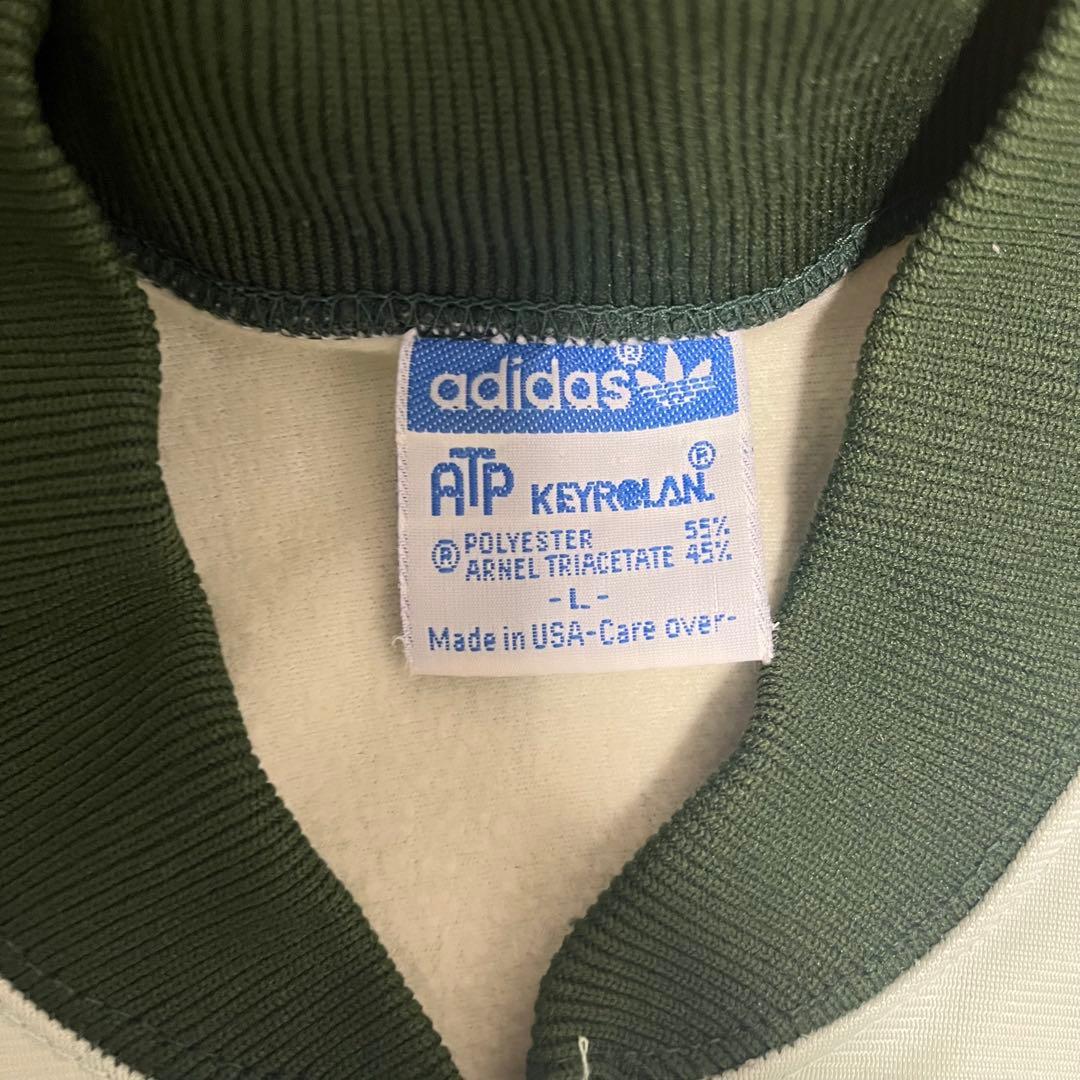 adidas®
ATP KEYROLAN®
® POLYESTER 55%
ARNEL TRIACETATE 45%
- L -
Made in USA-Care over-